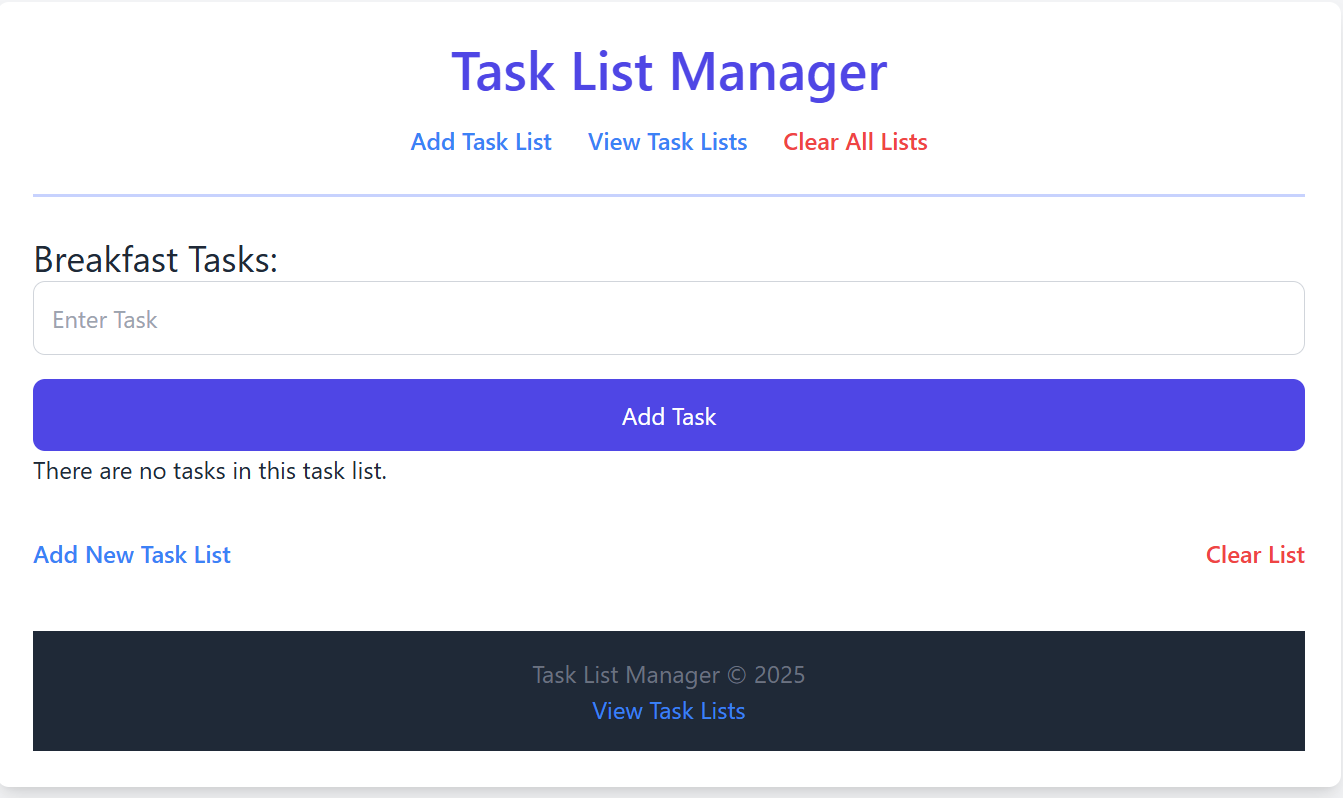 Task List Manager
Add Task List View Task Lists Clear All Lists
Breakfast Tasks:
Enter Task
Add Task
There are no tasks in this task list.
Add New Task List Clear List
Task List Manager © 2025
View Task Lists